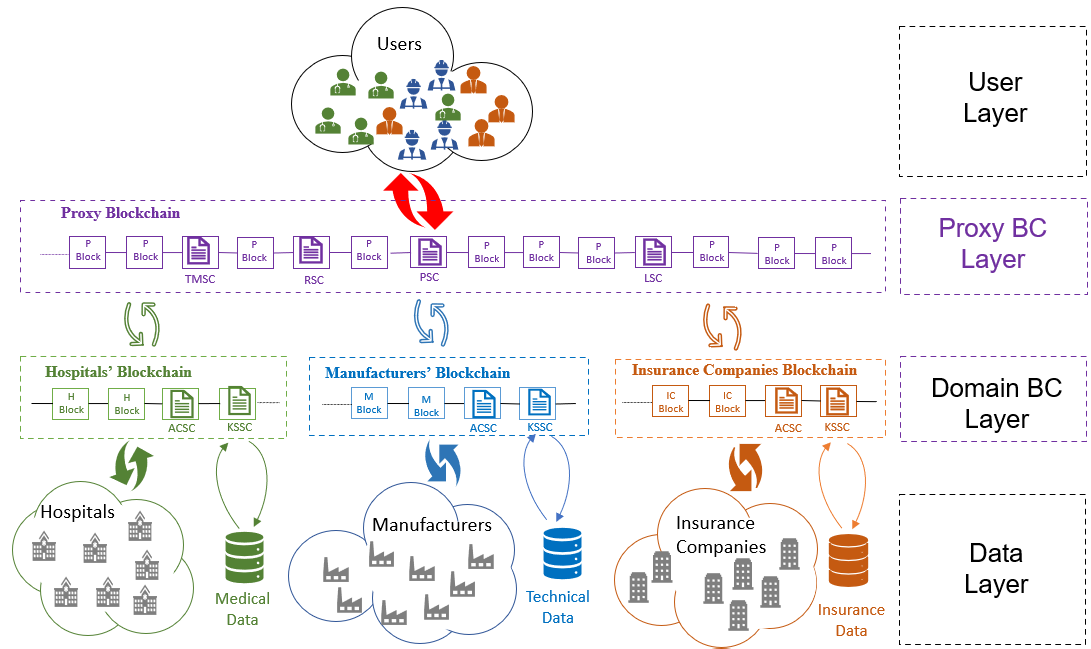 Users
User
Layer
Proxy Blockchain
P
Block
P
Block
TMSC
P
Block
RSC
P
Block
PSC
P
Block
P
Block
P
Block
LSC
P
Block
P
Block
P
Block
Proxy BC
Layer
Hospitals’ Blockchain
H
Block
H
Block
ACSC
KSSC
Manufacturers’ Blockchain
M
Block
M
Block
ACSC
KSSC
Insurance Companies Blockchain
IC
Block
IC
Block
ACSC
KSSC
Domain BC
Layer
Hospitals
Medical
Data
Manufacturers
Technical
Data
Insurance
Companies
Insurance
Data
Data
Layer